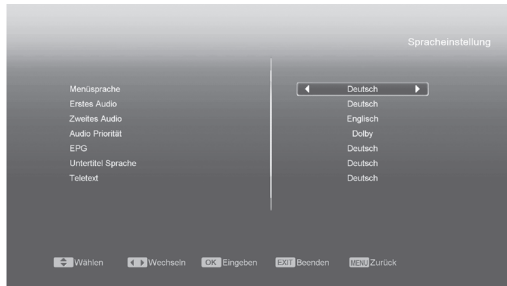 Spracheinstellung
Menüsprache Deutsch
Erstes Audio Deutsch
Zweites Audio Englisch
Audio Priorität Dolby
EPG Deutsch
Untertitel Sprache Deutsch
Teletext Deutsch
Wählen Wechseln OK Eingeben EXIT Beenden MENU Zurück